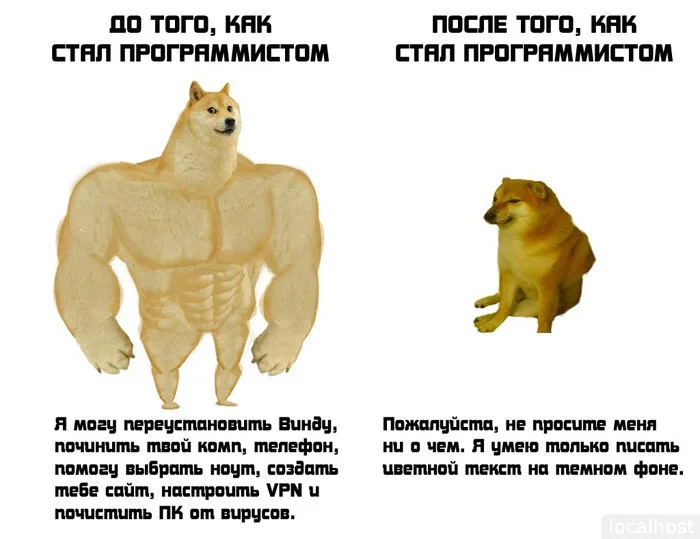 ДО ТОГО, КАК
СТАЛ ПРОГРАММИСТОМ
ПОСЛЕ ТОГО, КАК
СТАЛ ПРОГРАММИСТОМ
Я могу переустановить Винду,
починить твой комп, телефон,
помогу выбрать ноут, создать
тебе сайт, настроить VPN и
почистить ПК от вирусов.
Пожалуйста, не просите меня
ни о чем. Я умею только писать
цветной текст на темном фоне.
localhost